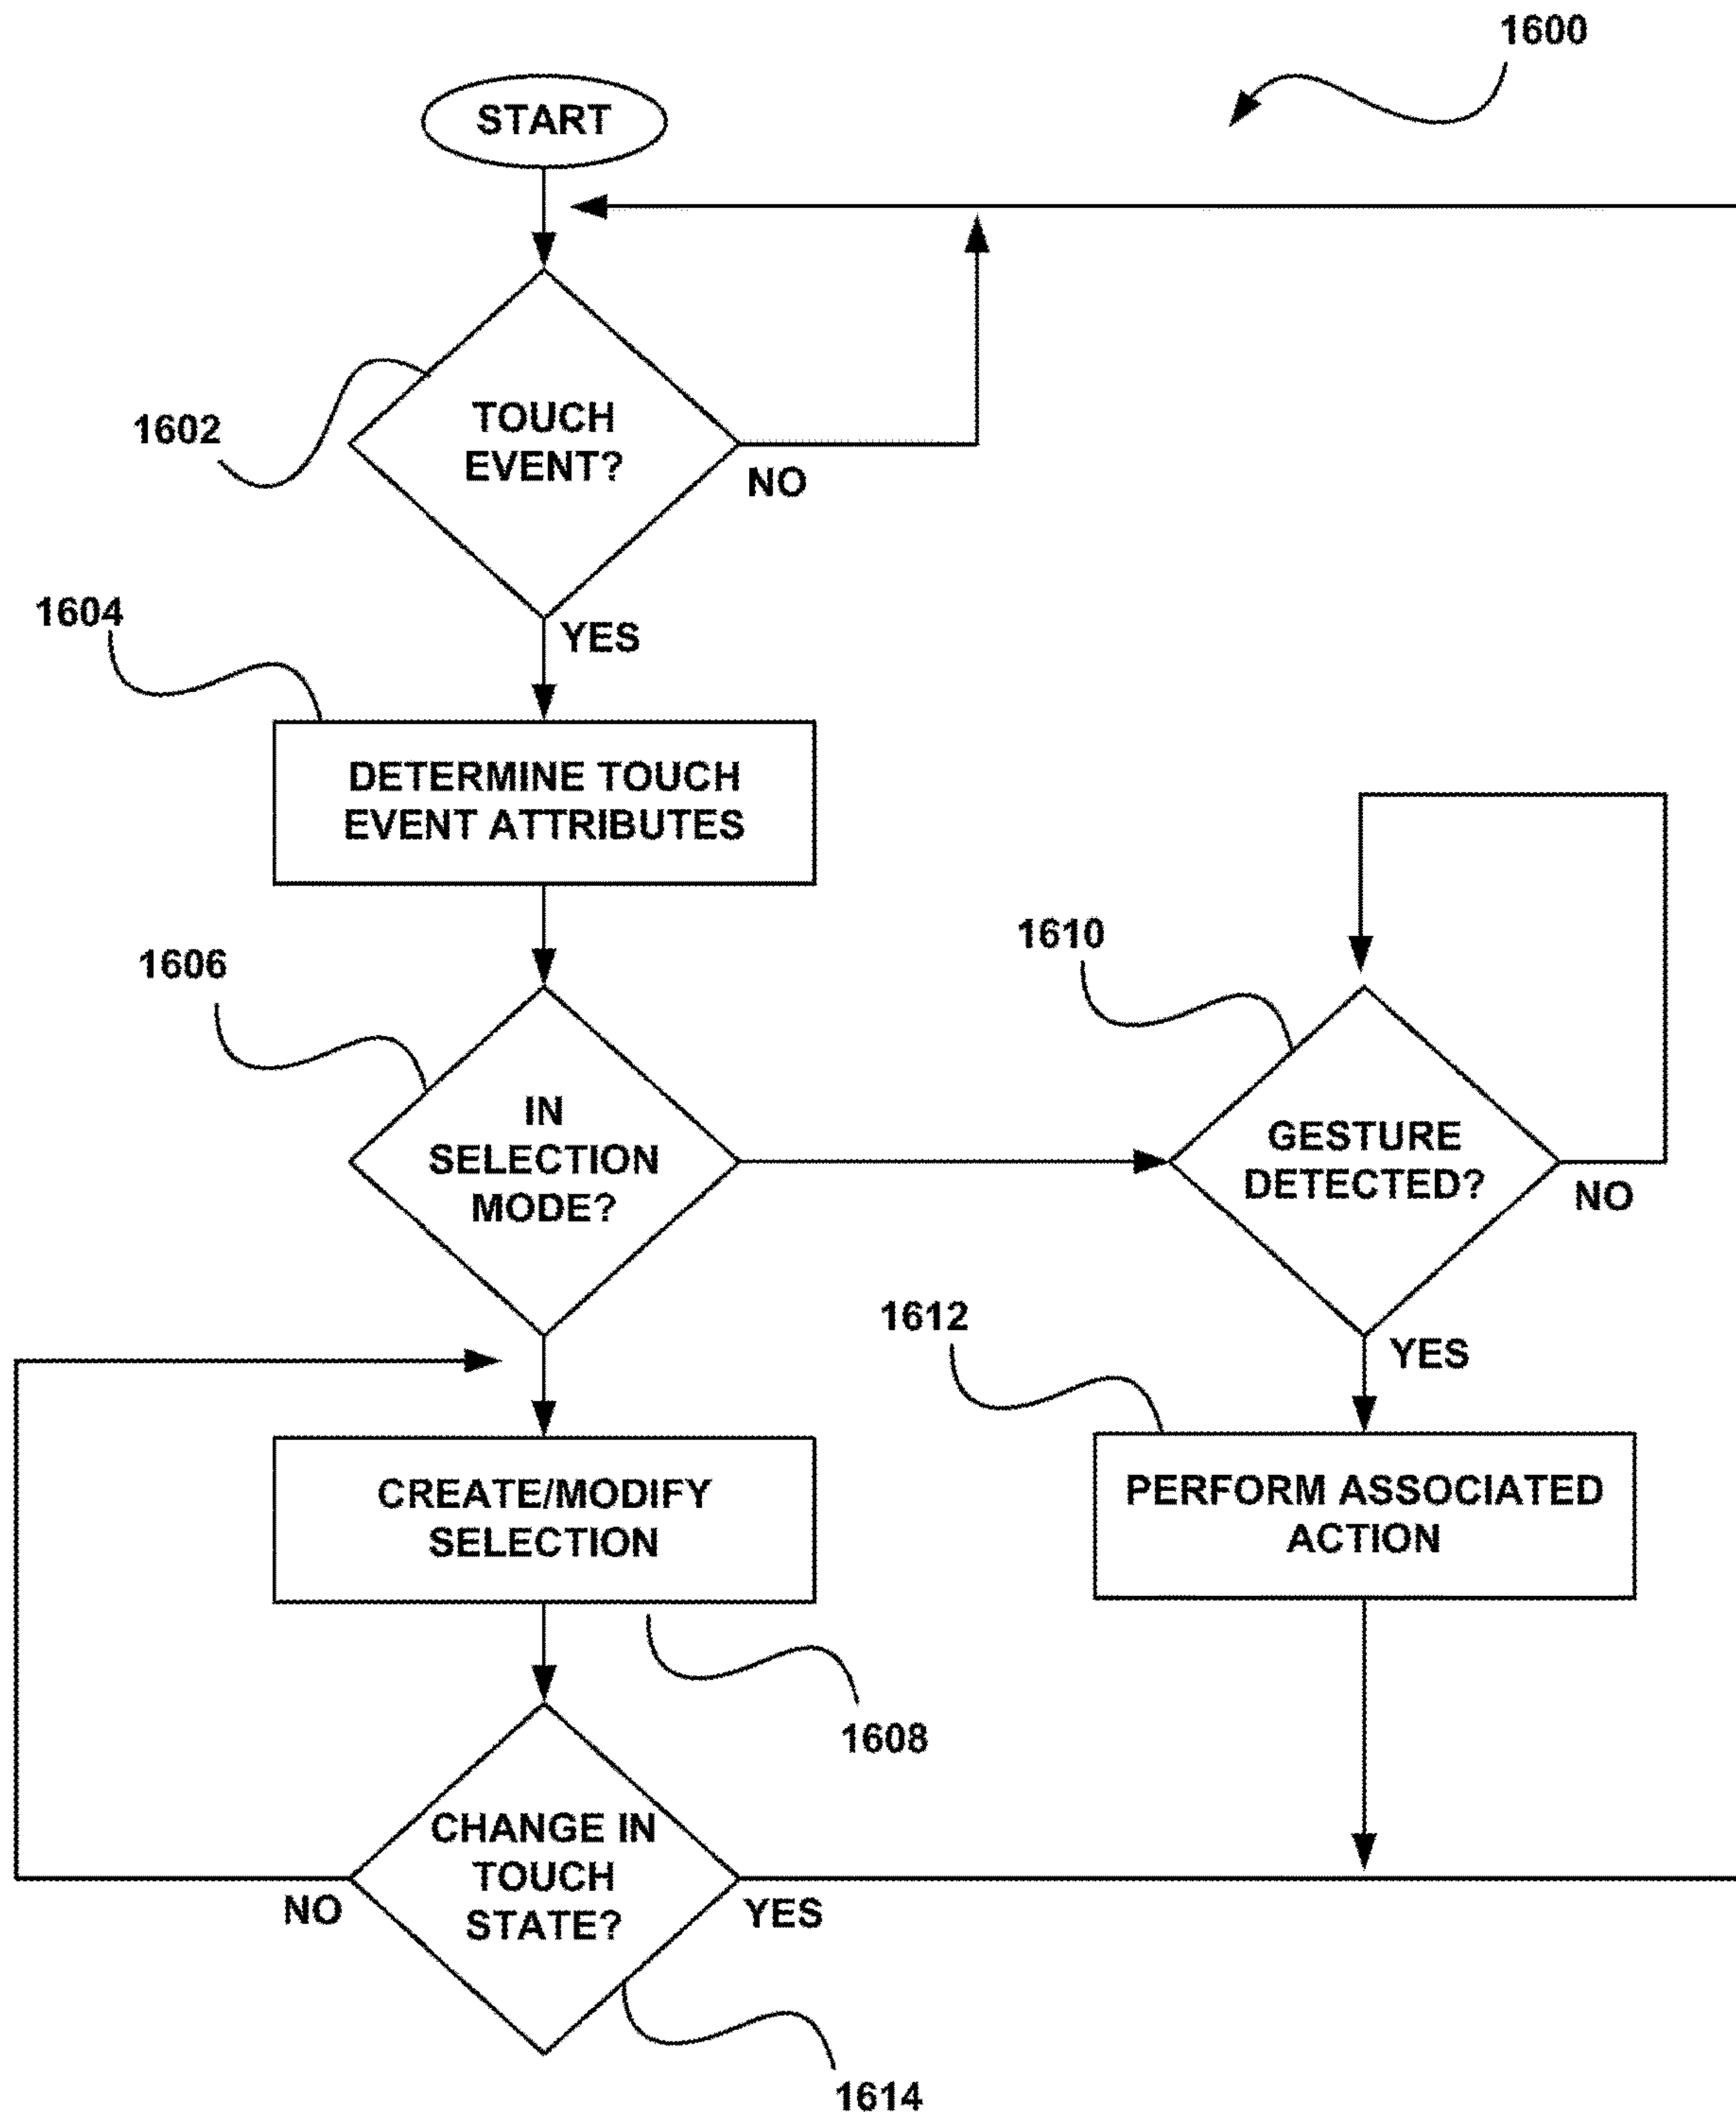 1600
START
TOUCH
EVENT?
1602
NO
1604
YES
DETERMINE TOUCH
EVENT ATTRIBUTES
1606
1610
IN
SELECTION
MODE?
GESTURE
DETECTED?
NO
1612
YES
CREATE/MODIFY
SELECTION
PERFORM ASSOCIATED
ACTION
1608
CHANGE IN
TOUCH
STATE?
NO
YES
1614